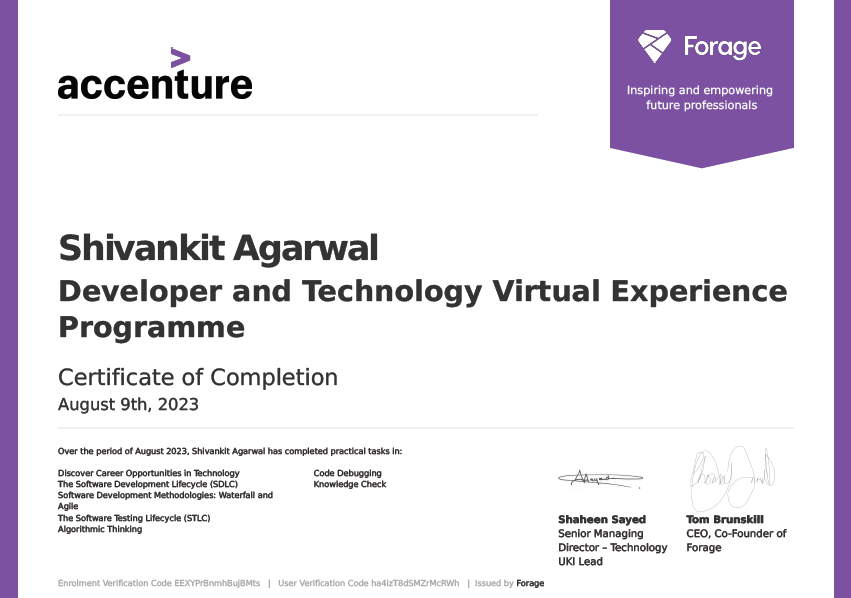 accenture
Forage
Inspiring and empowering
future professionals
Shivankit Agarwal
Developer and Technology Virtual Experience
Programme
Certificate of Completion
August 9th, 2023
Over the period of August 2023, Shivankit Agarwal has completed practical tasks in:
Discover Career Opportunities in Technology
The Software Development Lifecycle (SDLC)
Software Development Methodologies: Waterfall and
Agile
The Software Testing Lifecycle (STLC)
Algorithmic Thinking
Code Debugging
Knowledge Check
Shaheen Sayed
Senior Managing
Director – Technology
UKI Lead
Tom Brunskill
CEO, Co-Founder of
Forage
Enrolment Verification Code EEXYPrBnmhBujBMts | User Verification Code ha4izT8dSMZrMcRWh | Issued by Forage